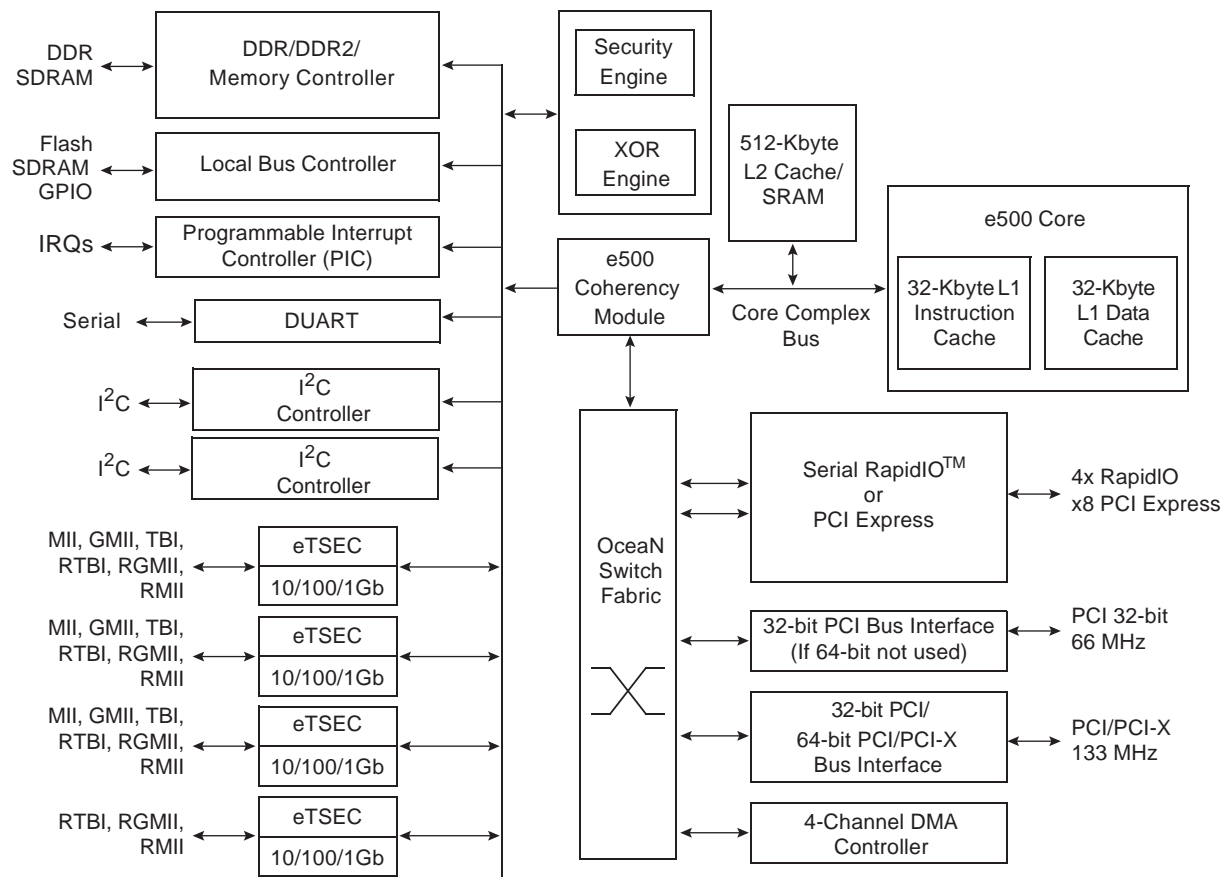 DDR
SDRAM
DDR/DDR2/
Memory Controller
Flash
SDRAM
GPIO
Local Bus Controller
IRQs
Programmable Interrupt
Controller (PIC)
Serial
DUART
I²C
I²C
Controller
I²C
I²C
Controller
MII, GMII, TBI,
RTBI, RGMII,
RMII
eTSEC
10/100/1Gb
MII, GMII, TBI,
RTBI, RGMII,
RMII
eTSEC
10/100/1Gb
MII, GMII, TBI,
RTBI, RGMII,
RMII
eTSEC
10/100/1Gb
RTBI, RGMII,
RMII
eTSEC
10/100/1Gb
Security
Engine
XOR
Engine
e500
Coherency
Module
512-Kbyte
L2 Cache/
SRAM
Core Complex
Bus
e500 Core
32-Kbyte L1
Instruction
Cache
32-Kbyte
L1 Data
Cache
OceaN
Switch
Fabric
Serial RapidIO™
or
PCI Express
4x RapidIO
x8 PCI Express
32-bit PCI Bus Interface
(If 64-bit not used)
PCI 32-bit
66 MHz
32-bit PCI/
64-bit PCI/PCI-X
Bus Interface
PCI/PCI-X
133 MHz
4-Channel DMA
Controller